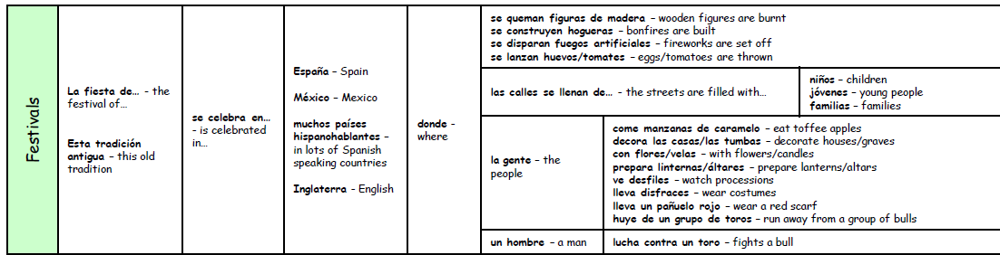 Festivals
La fiesta de… - the
festival of…
Esta tradición
antigua – this old
tradition
se celebra en…
- is celebrated
in…
España – Spain
México – Mexico
muchos países
hispanohablantes –
in lots of Spanish
speaking countries
Inglaterra - English
donde -
where
se queman figuras de madera – wooden figures are burnt
se construyen hogueras – bonfires are built
se disparan fuegos artificiales – fireworks are set off
se lanzan huevos/tomates – eggs/tomatoes are thrown
las calles se llenan de… - the streets are filled with…
niños – children
jóvenes – young people
familias – families
la gente – the
people
come manzanas de caramelo – eat toffee apples
decora las casas/las tumbas – decorate houses/graves
con flores/velas – with flowers/candles
prepara linternas/áltares – prepare lanterns/altars
ve desfiles – watch processions
lleva disfraces – wear costumes
lleva un pañuelo rojo – wear a red scarf
huye de un grupo de toros – run away from a group of bulls
un hombre – a man
lucha contra un toro – fights a bull